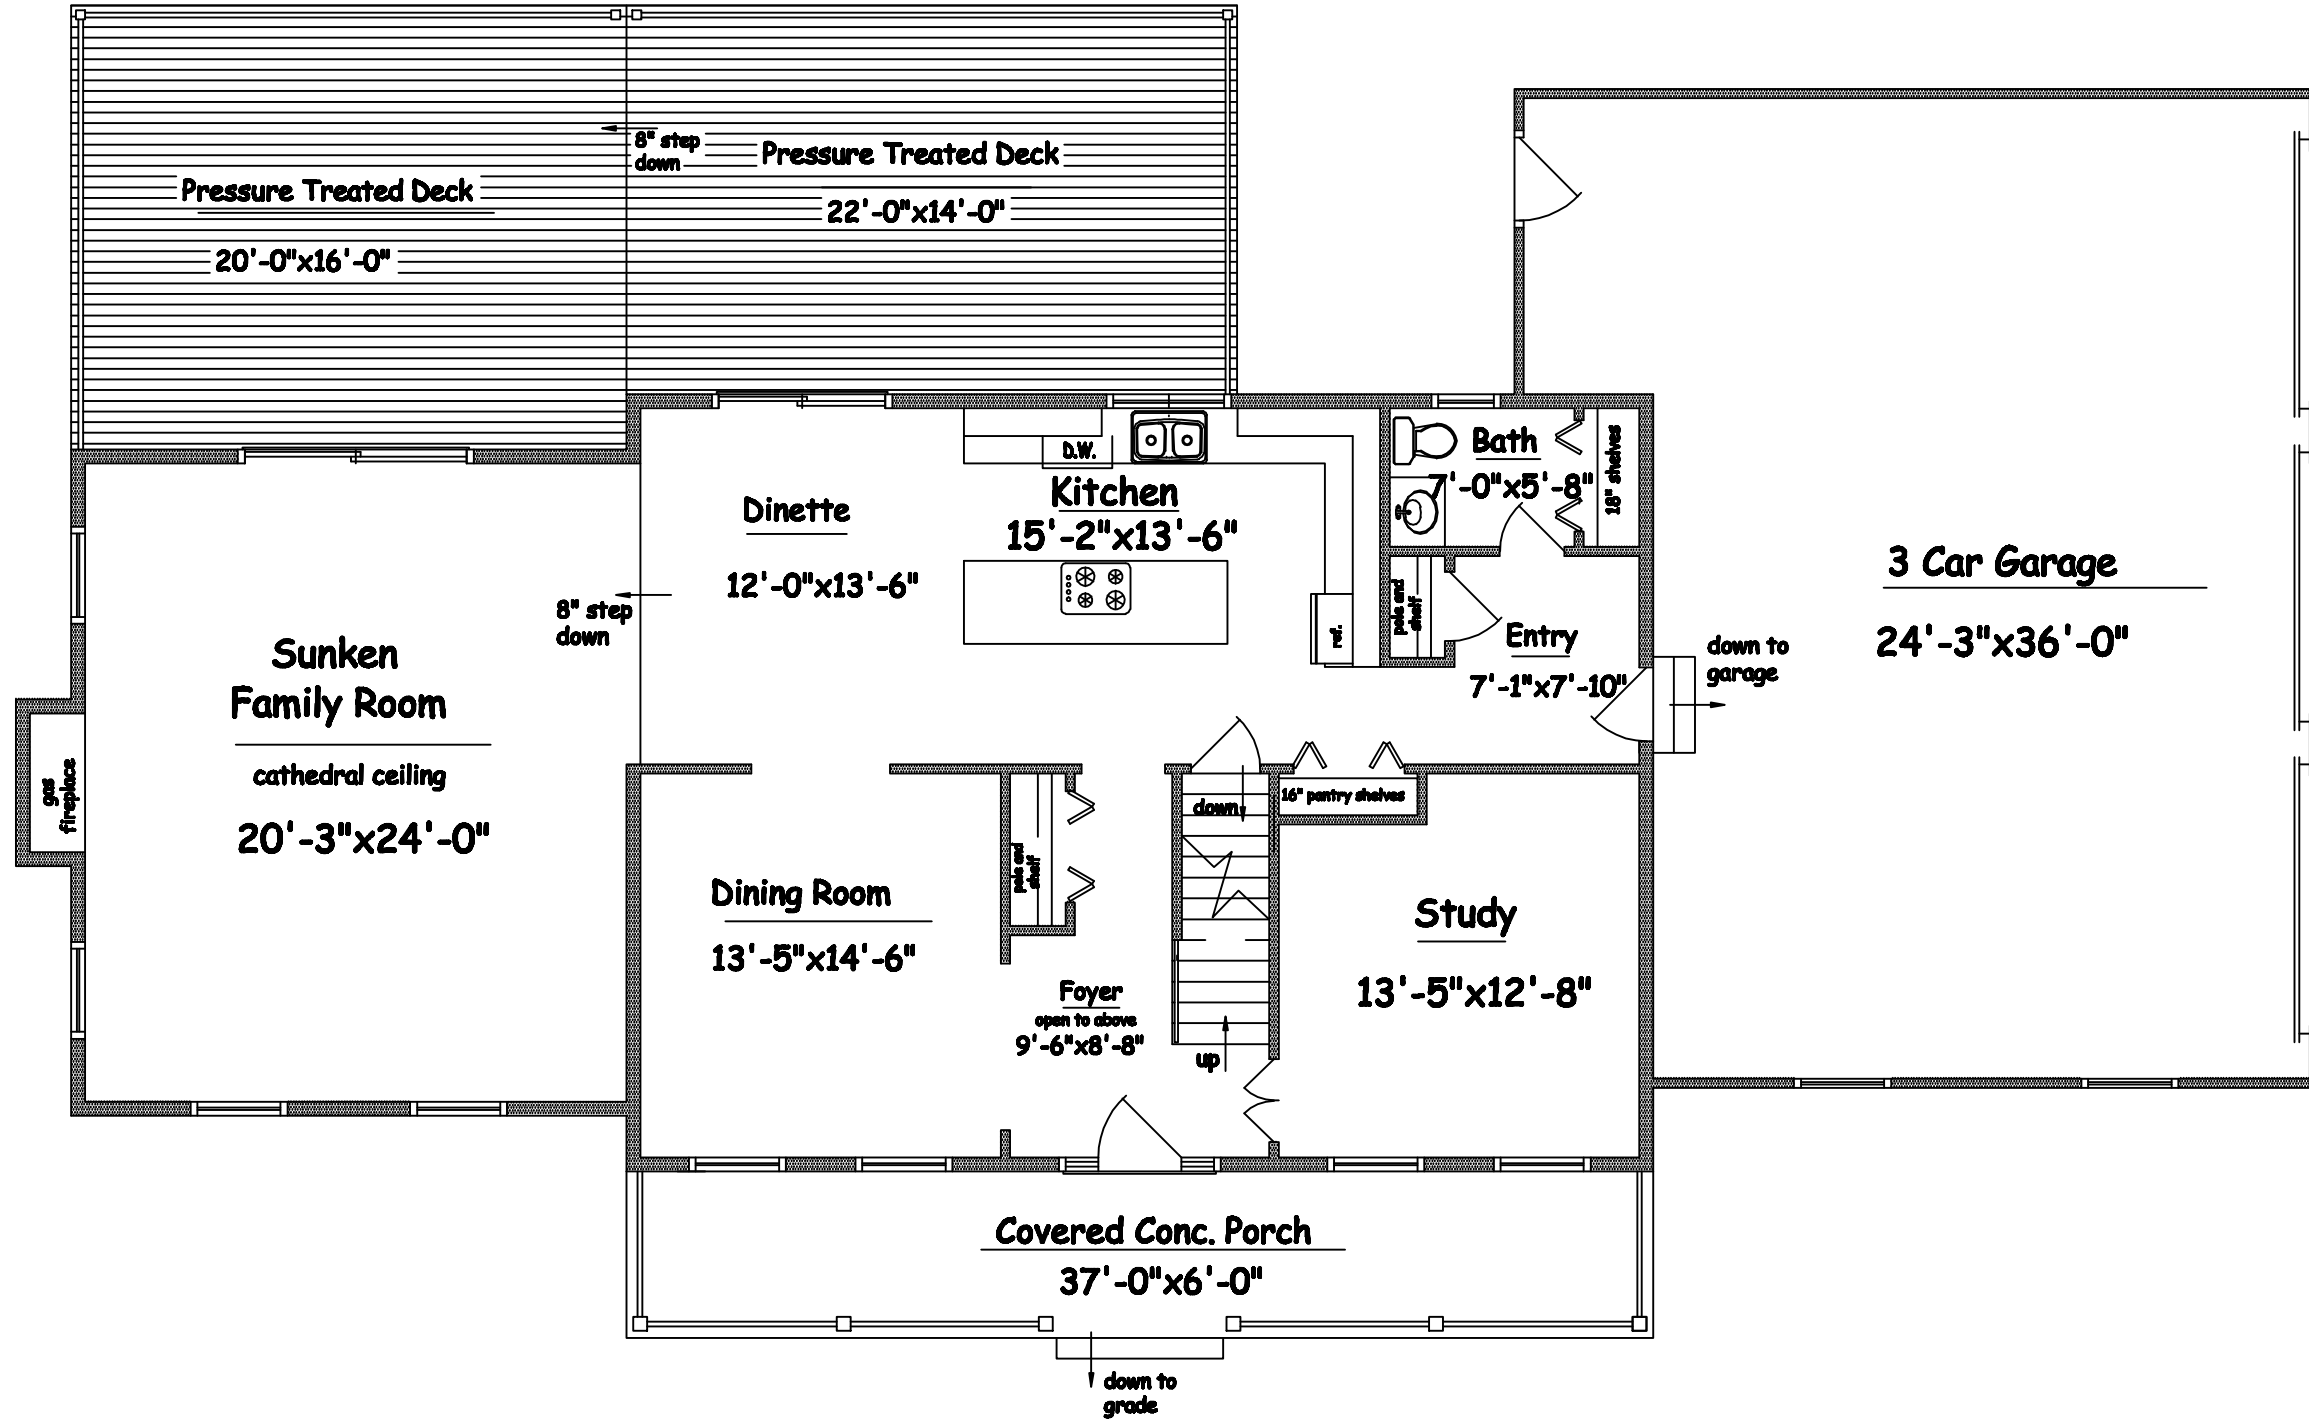 8" step
down
Pressure Treated Deck
22'-0"x14'-0"
Pressure Treated Deck
20'-0"x16'-0"
D.W.
Kitchen
15'-2"x13'-6"
Dinette
12'-0"x13'-6"
8" step
down
ref.
Bath
7'-0"x5'-8"
18" shelves
pole and
shelf
Entry
7'-1"x7'-10"
down to
garage
3 Car Garage
24'-3"x36'-0"
Sunken
Family Room
cathedral ceiling
20'-3"x24'-0"
gas
fireplace
Dining Room
13'-5"x14'-6"
pole and
shelf
down
16" pantry shelves
Foyer
open to above
9'-6"x8'-8"
up
Study
13'-5"x12'-8"
Covered Conc. Porch
37'-0"x6'-0"
down to
grade